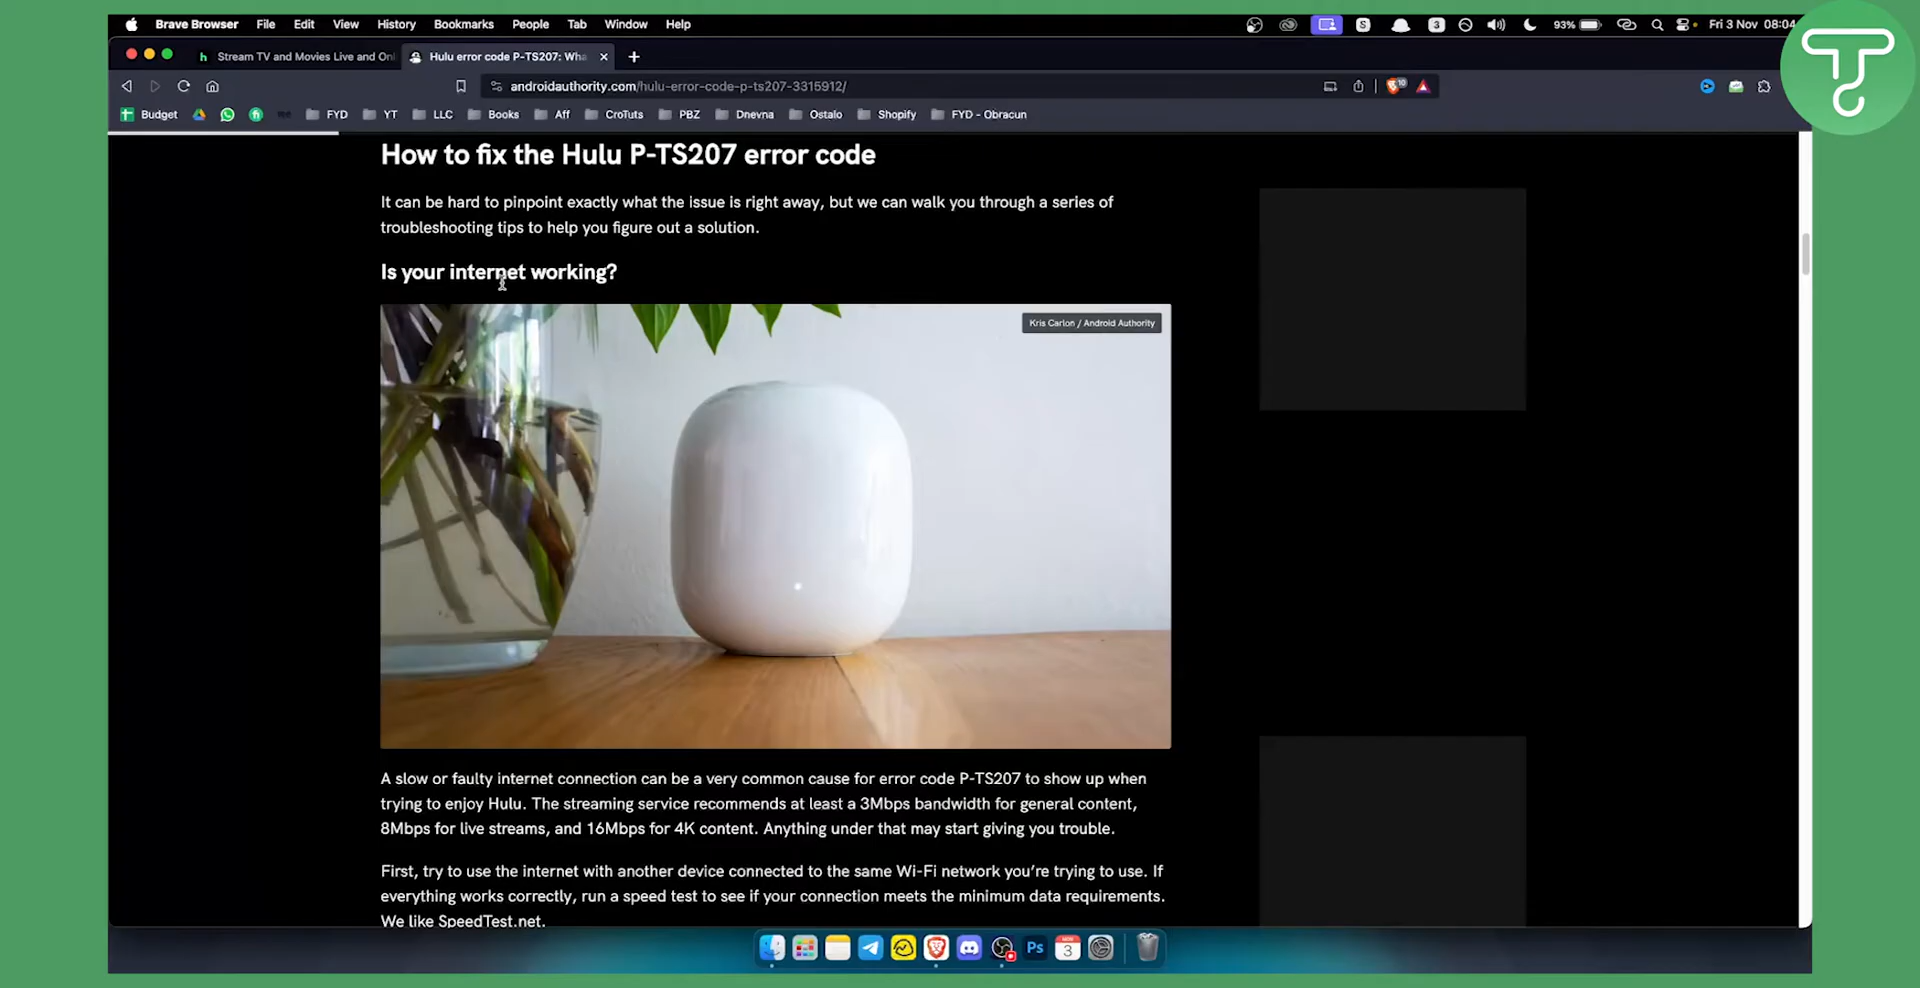 Brave Browser File Edit View History Bookmarks People Tab Window Help S 3 93% Fri 3 Nov 08:04
h Stream TV and Movies Live and Onl Hulu error code P-TS207: Wha
androidauthority.com/hulu-error-code-p-ts207-3315912/ 10
Budget FYD YT LLC Books Aff CroTuts PBZ Dnevna Ostalo Shopify FYD - Obracun
How to fix the Hulu P-TS207 error code
It can be hard to pinpoint exactly what the issue is right away, but we can walk you through a series of
troubleshooting tips to help you figure out a solution.
Is your internet working?
Kris Carlon / Android Authority
A slow or faulty internet connection can be a very common cause for error code P-TS207 to show up when
trying to enjoy Hulu. The streaming service recommends at least a 3Mbps bandwidth for general content,
8Mbps for live streams, and 16Mbps for 4K content. Anything under that may start giving you trouble.
First, try to use the internet with another device connected to the same Wi-Fi network you’re trying to use. If
everything works correctly, run a speed test to see if your connection meets the minimum data requirements.
We like SpeedTest.net.
Ps 3